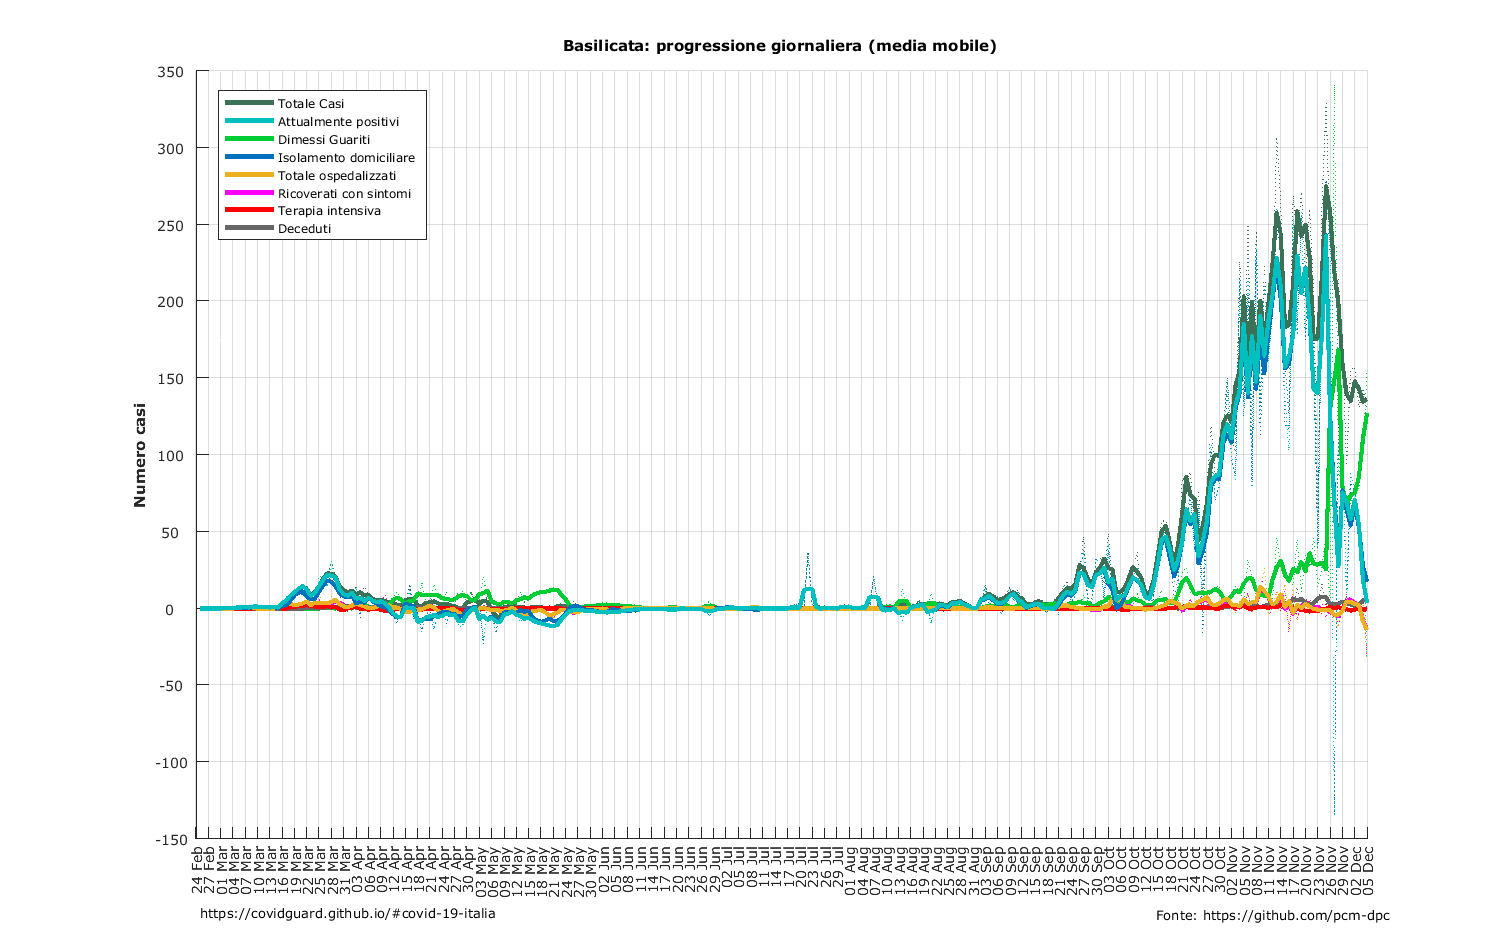 Basilicata: progressione giornaliera (media mobile)
350
300
250
200
150
100
50
0
-50
-100
-150
Numero casi
Totale Casi
Attualmente positivi
Dimessi Guariti
Isolamento domiciliare
Totale ospedalizzati
Ricoverati con sintomi
Terapia intensiva
Deceduti
24 Feb
27 Feb
01 Mar
04 Mar
07 Mar
10 Mar
13 Mar
16 Mar
19 Mar
22 Mar
25 Mar
28 Mar
31 Mar
03 Apr
06 Apr
09 Apr
12 Apr
15 Apr
18 Apr
21 Apr
24 Apr
27 Apr
30 Apr
03 May
06 May
09 May
12 May
15 May
18 May
21 May
24 May
27 May
30 May
02 Jun
05 Jun
08 Jun
11 Jun
14 Jun
17 Jun
20 Jun
23 Jun
26 Jun
29 Jun
02 Jul
05 Jul
08 Jul
11 Jul
14 Jul
17 Jul
20 Jul
23 Jul
26 Jul
29 Jul
01 Aug
04 Aug
07 Aug
10 Aug
13 Aug
16 Aug
19 Aug
22 Aug
25 Aug
28 Aug
31 Aug
03 Sep
06 Sep
09 Sep
12 Sep
15 Sep
18 Sep
21 Sep
24 Sep
27 Sep
30 Sep
03 Oct
06 Oct
09 Oct
12 Oct
15 Oct
18 Oct
21 Oct
24 Oct
27 Oct
30 Oct
02 Nov
05 Nov
08 Nov
11 Nov
14 Nov
17 Nov
20 Nov
23 Nov
26 Nov
29 Nov
02 Dec
05 Dec
https://covidguard.github.io/#covid-19-italia
Fonte: https://github.com/pcm-dpc